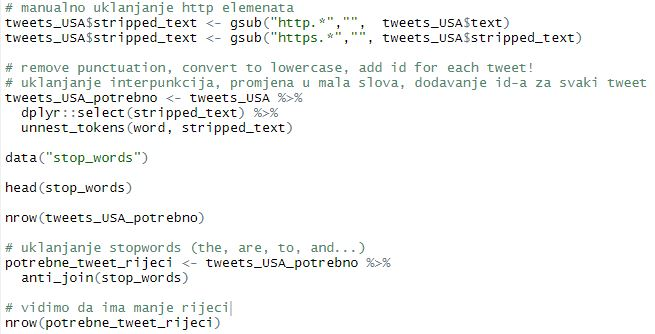 # manualno uklanjanje http elemenata
tweets_USA$stripped_text <- gsub("http.*","",  tweets_USA$text)
tweets_USA$stripped_text <- gsub("https.*","", tweets_USA$stripped_text)
# remove punctuation, convert to lowercase, add id for each tweet!
# uklanjanje interpunkcija, promjena u mala slova, dodavanje id-a za svaki tweet
tweets_USA_potrebno <- tweets_USA %>%
  dplyr::select(stripped_text) %>%
  unnest_tokens(word, stripped_text)
data("stop_words")
head(stop_words)
nrow(tweets_USA_potrebno)
# uklanjanje stopwords (the, are, to, and...)
potrebne_tweet_rijeci <- tweets_USA_potrebno %>%
  anti_join(stop_words)
# vidimo da ima manje rijeci
nrow(potrebne_tweet_rijeci)